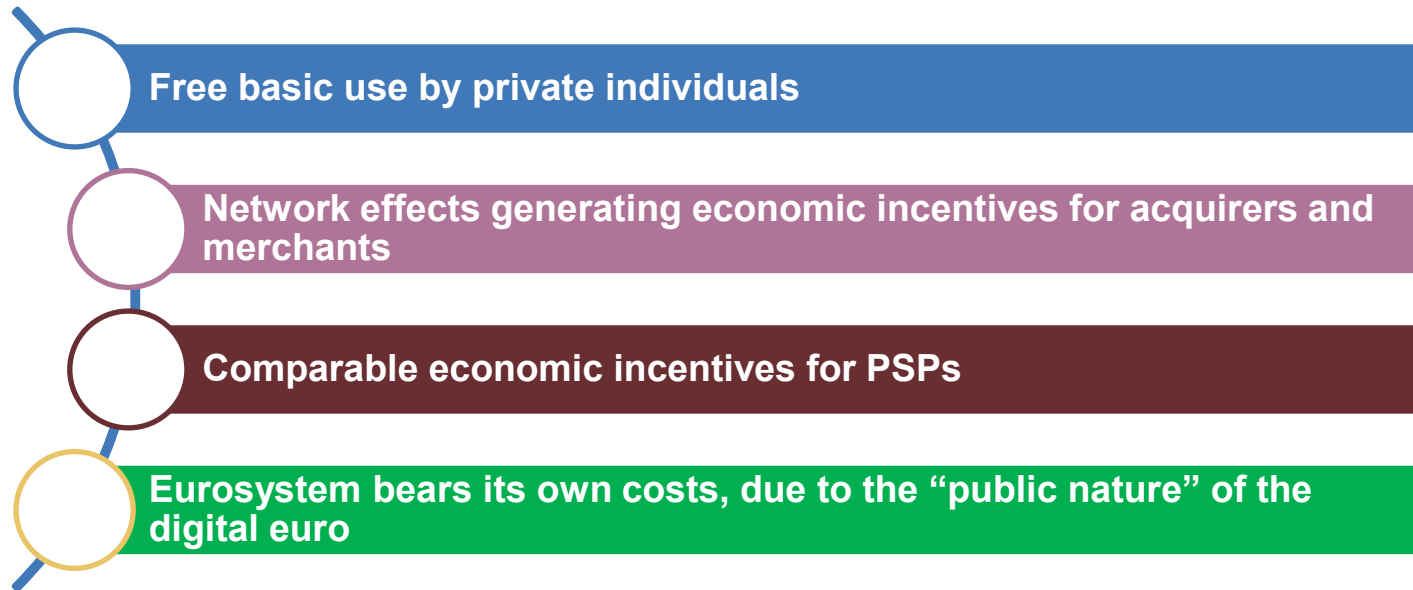 Free basic use by private individuals
Network effects generating economic incentives for acquirers and
merchants
Comparable economic incentives for PSPs
Eurosystem bears its own costs, due to the “public nature” of the
digital euro